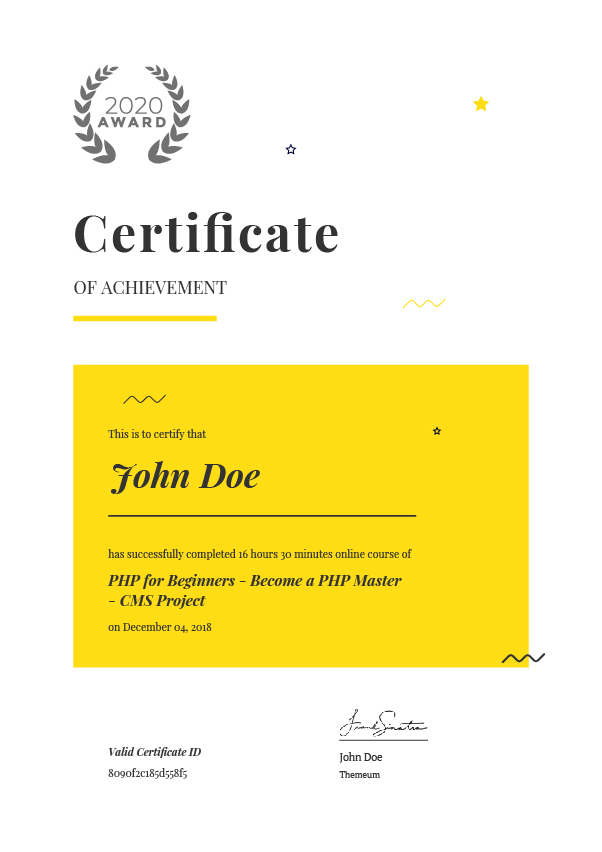 2020
AWARD
Certificate
OF ACHIEVEMENT
This is to certify that
John Doe
has successfully completed 16 hours 30 minutes online course of
PHP for Beginners - Become a PHP Master
- CMS Project
on December 04, 2018
Frank Sinatra
Valid Certificate ID
8090f2c185d558f5
John Doe
Themeum